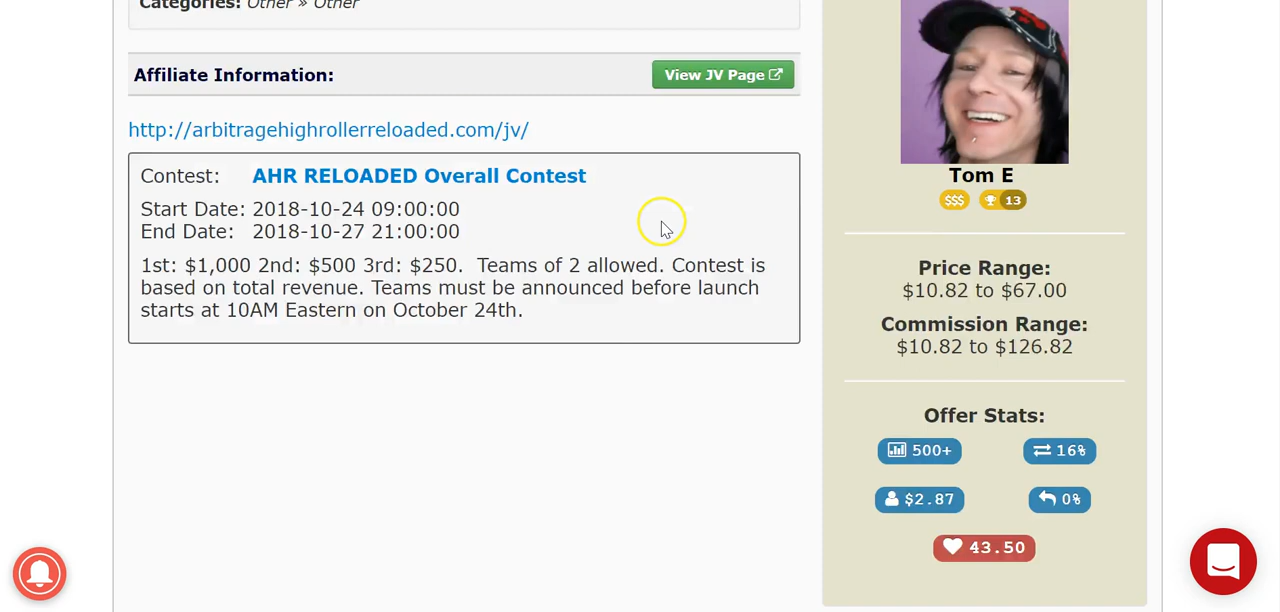 Categories: Other » Other
Affiliate Information:
View JV Page
http://arbitragehighrollerreloaded.com/jv/
Contest: AHR RELOADED Overall Contest
Start Date: 2018-10-24 09:00:00
End Date: 2018-10-27 21:00:00
1st: $1,000 2nd: $500 3rd: $250. Teams of 2 allowed. Contest is
based on total revenue. Teams must be announced before launch
starts at 10AM Eastern on October 24th.
Tom E
$$$ 13
Price Range:
$10.82 to $67.00
Commission Range:
$10.82 to $126.82
Offer Stats:
500+ 16%
$2.87 0%
43.50